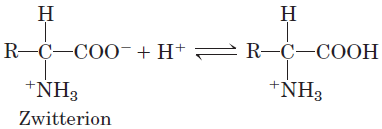 H H
R—C—COO⁻ + H⁺ ⇌ R—C—COOH
⁺NH₃ ⁺NH₃
Zwitterion